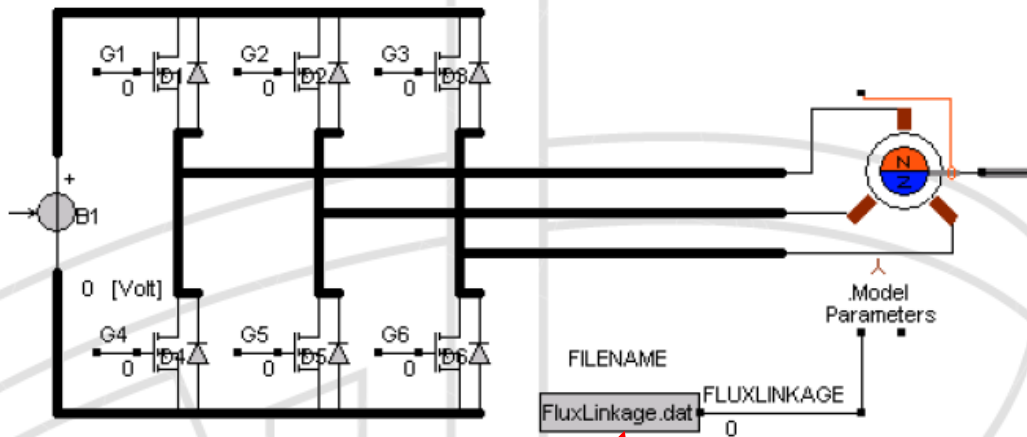 G1 G2 G3
D1 D2 D3
0 0 0
+
B1
0 [Volt]
G4 G5 G6
D4 D5 D6
0 0 0
N
N
.Model
Parameters
FILENAME
FluxLinkage.dat
FLUXLINKAGE
0